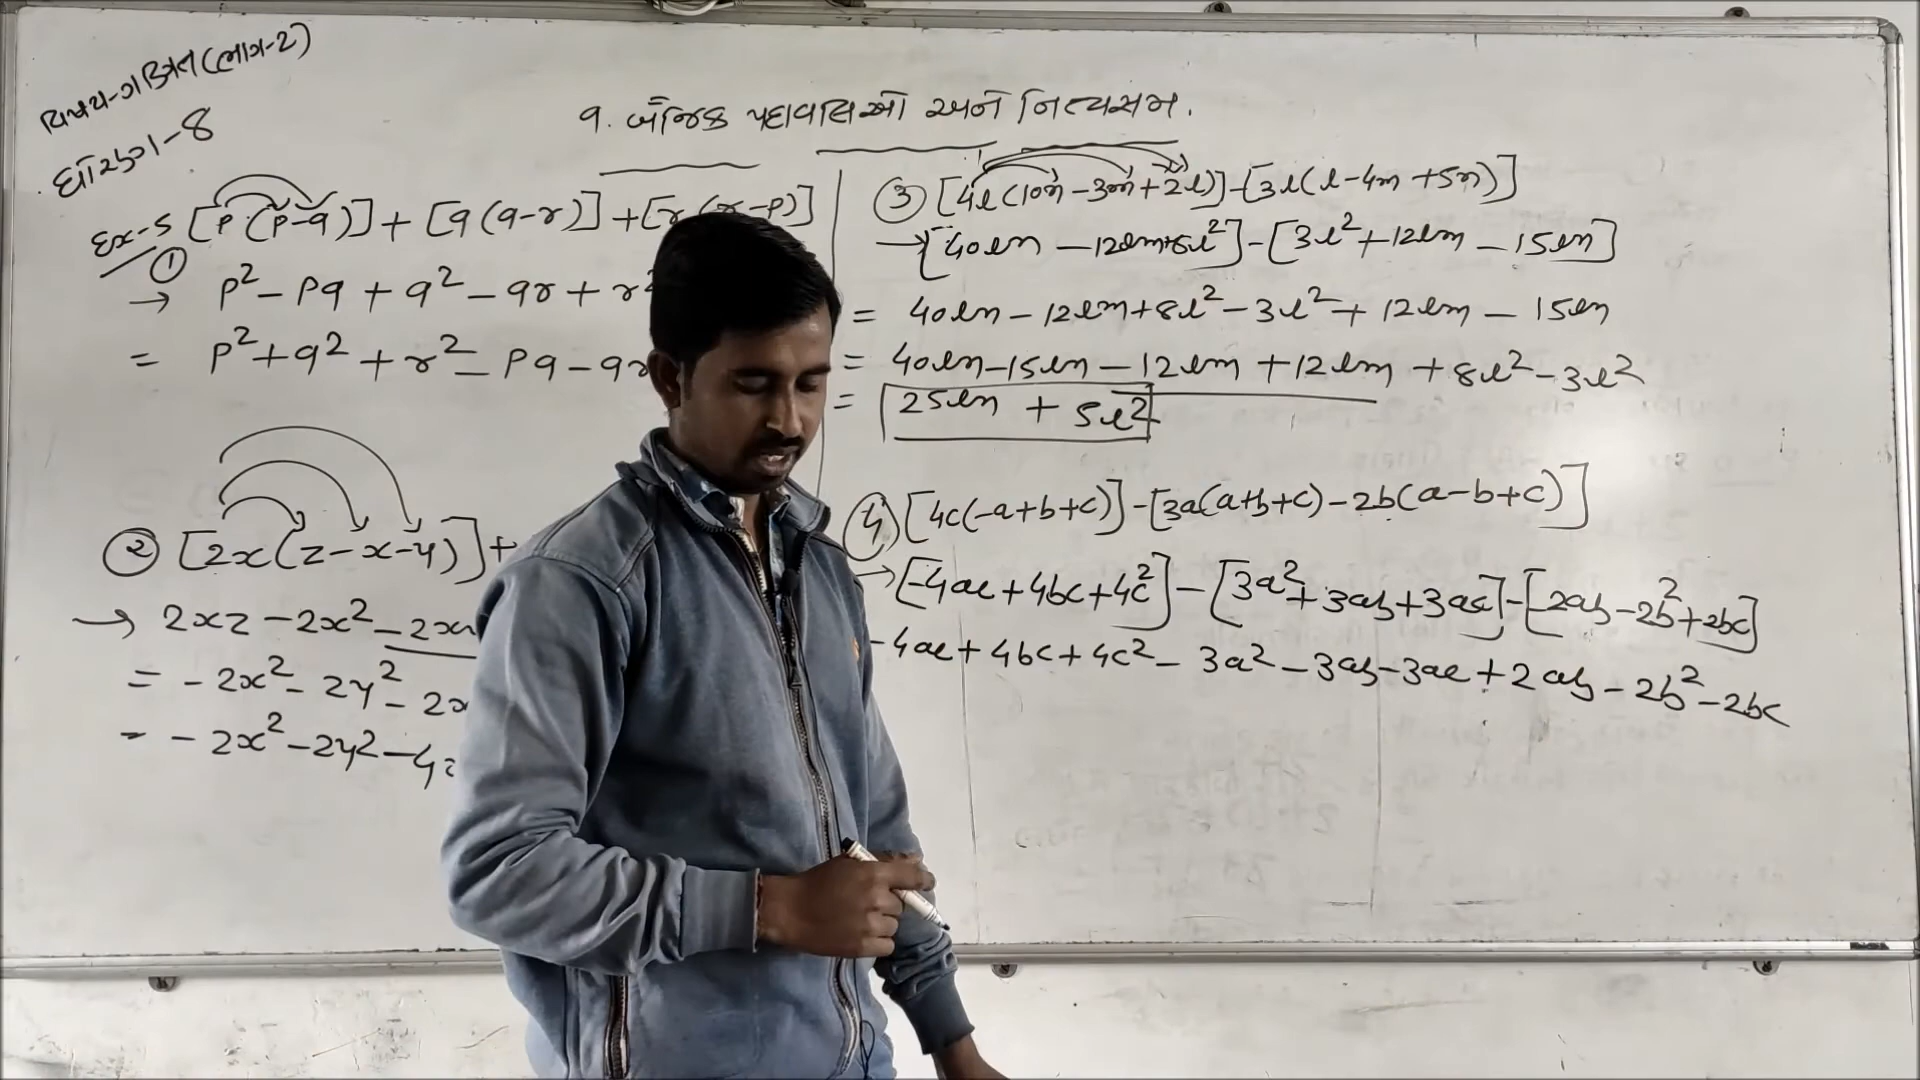 વિષય-ગણિત (ભાગ-2)
ધોરણ-8
૧. બૈજિક પદાવલિઓ અને નિત્યસમ.
Ex-5 [P(P-q)] + [q(q-r)] + [r(r-p)]
①
→ P² - Pq + q² - qr + r²
= P² + q² + r² - Pq - qr
② [2x(z-x-y)] +
→ 2xz - 2x² - 2xy
= -2x² - 2y² - 2x
= -2x² - 2y² - 4
③ [4l(10n - 3m + 2l)] - [3l(l - 4m + 5n)]
→ [40ln - 12lm + 8l²] - [3l² + 12lm - 15ln]
= 40ln - 12lm + 8l² - 3l² + 12lm - 15ln
= 40ln - 15ln - 12lm + 12lm + 8l² - 3l²
= 25ln + 5l²
④ [4c(-a+b+c)] - [3a(a+b+c) - 2b(a-b+c)]
→ [-4ac + 4bc + 4c²] - [3a² + 3ab + 3ac] - [2ab - 2b² + 2bc]
-4ac + 4bc + 4c² - 3a² - 3ab - 3ac + 2ab - 2b² - 2bc